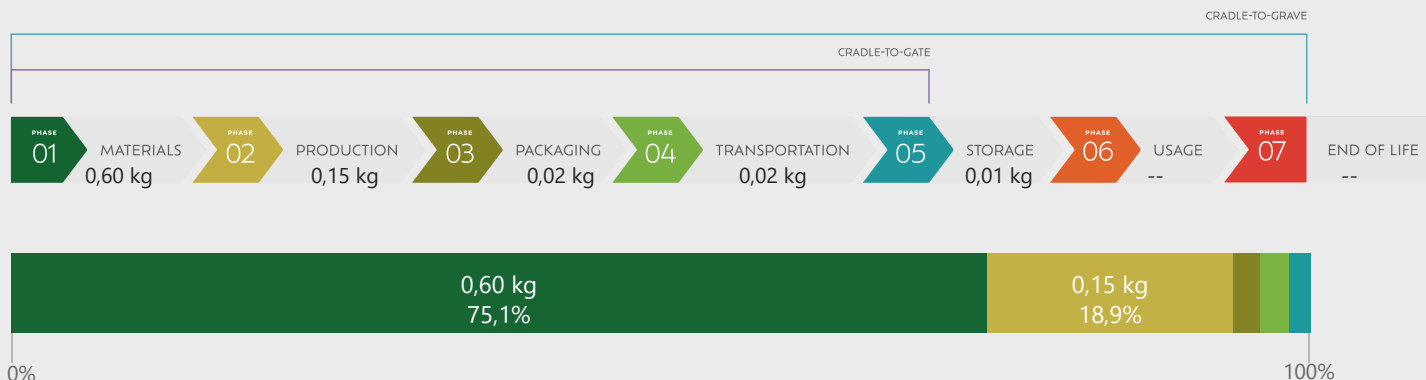 CRADLE-TO-GRAVE
CRADLE-TO-GATE
PHASE
01
MATERIALS
0,60 kg
PHASE
02
PRODUCTION
0,15 kg
PHASE
03
PACKAGING
0,02 kg
PHASE
04
TRANSPORTATION
0,02 kg
PHASE
05
STORAGE
0,01 kg
PHASE
06
USAGE
--
PHASE
07
END OF LIFE
--
0,60 kg
75,1%
0,15 kg
18,9%
0%
100%